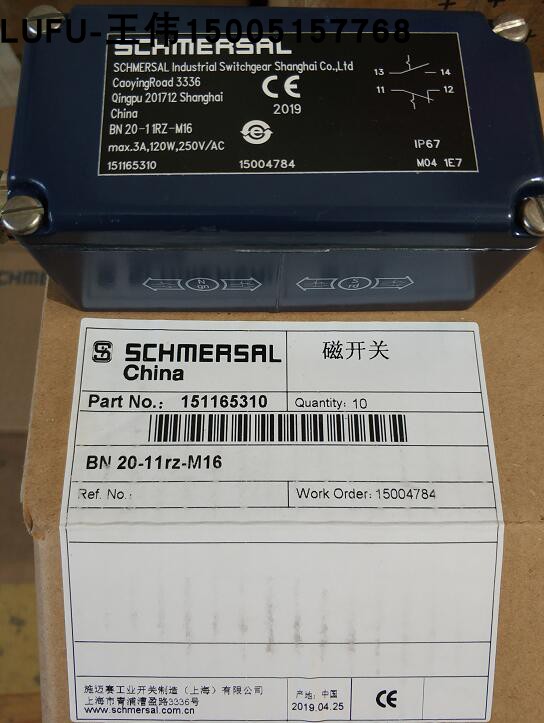 LUFU-王伟15005157768
SCHMERSAL
SCHMERSAL Industrial Switchgear Shanghai Co.,Ltd
CaoyingRoad 3336
Qingpu 201712 Shanghai
China
CE
2019
BN 20-11RZ-M16
max.3A,120W,250V/AC
151165310
15004784
13 14
11 12
IP67
M04 1E7
N
gn
S
rd
SCHMERSAL
China
磁开关
Part No.: 151165310
Quantity: 10
BN 20-11rz-M16
Ref. No.:
Work Order: 15004784
施迈赛工业开关制造（上海）有限公司
上海市青浦漕盈路3336号
www.schmersal.com.cn
产地: 中国
2019.04.25
CE